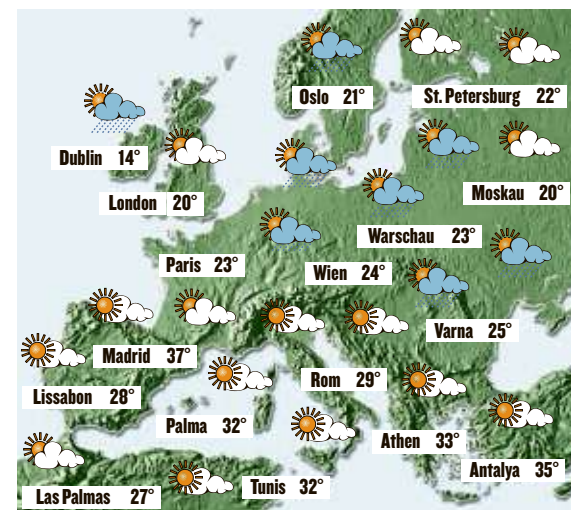 Oslo 21°
St. Petersburg 22°
Dublin 14°
Moskau 20°
London 20°
Warschau 23°
Paris 23°
Wien 24°
Varna 25°
Madrid 37°
Rom 29°
Lissabon 28°
Palma 32°
Athen 33°
Antalya 35°
Las Palmas 27°
Tunis 32°